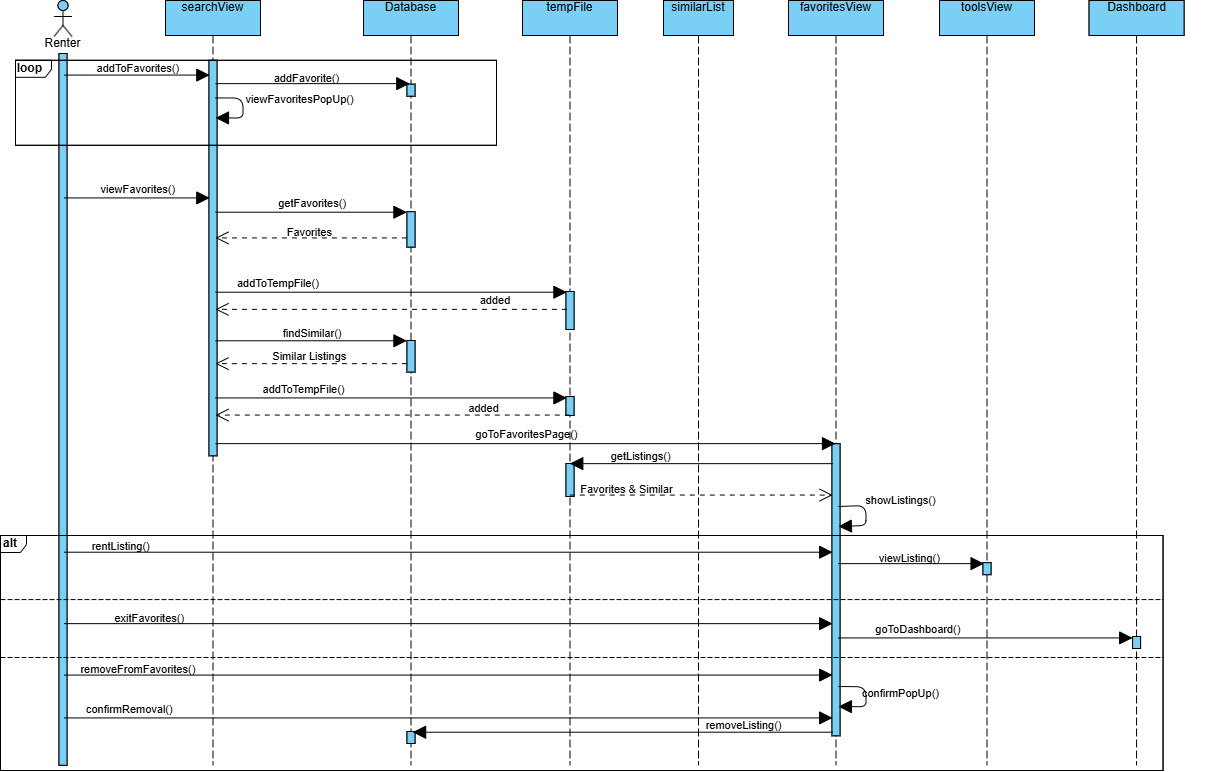 searchView
Database
tempFile
similarList
favoritesView
toolsView
Dashboard
Renter
loop
addToFavorites()
addFavorite()
viewFavoritesPopUp()
viewFavorites()
getFavorites()
Favorites
addToTempFile()
added
findSimilar()
Similar Listings
addToTempFile()
added
goToFavoritesPage()
getListings()
Favorites & Similar
showListings()
alt
rentListing()
viewListing()
exitFavorites()
goToDashboard()
removeFromFavorites()
confirmPopUp()
confirmRemoval()
removeListing()